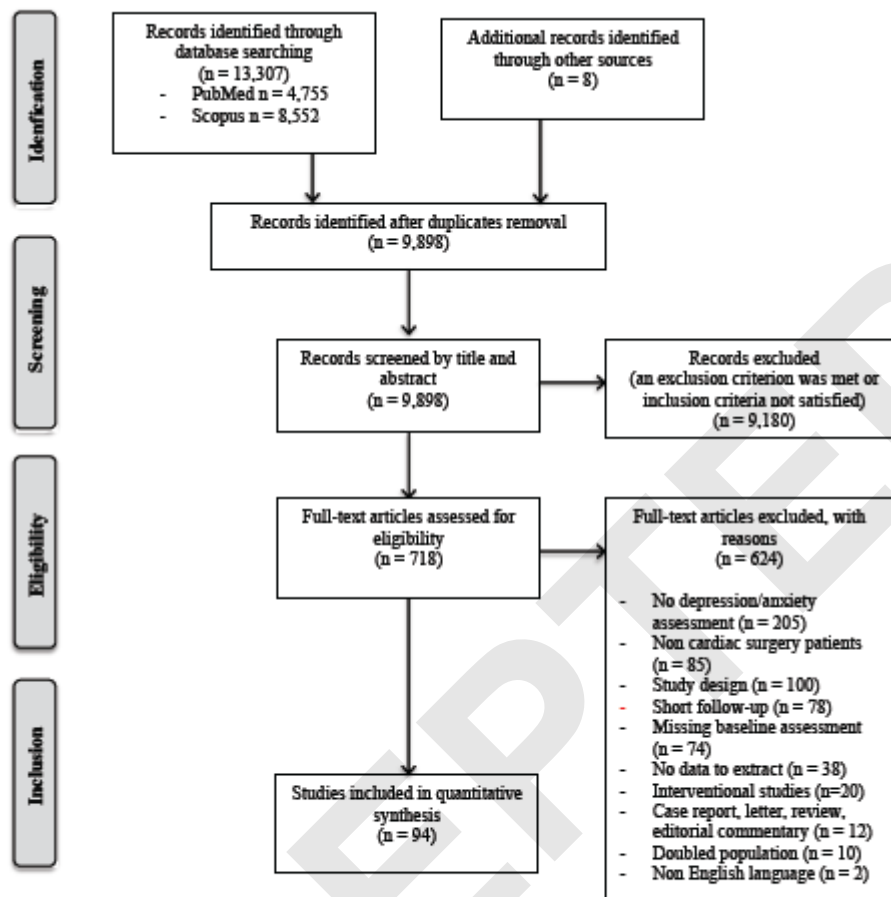 Idenfication
Records identified through
database searching
(n = 13,307)
- PubMed n = 4,755
- Scopus n = 8,552
Additional records identified
through other sources
(n = 8)
Records identified after duplicates removal
(n = 9,898)
Screening
Records screened by title and
abstract
(n = 9,898)
Records excluded
(an exclusion criterion was met or
inclusion criteria not satisfied)
(n = 9,180)
Eligibility
Full-text articles assessed for
eligibility
(n = 718)
Full-text articles excluded, with
reasons
(n = 624)
- No depression/anxiety
assessment (n = 205)
- Non cardiac surgery patients
(n = 85)
- Study design (n = 100)
- Short follow-up (n = 78)
- Missing baseline assessment
(n = 74)
- No data to extract (n = 38)
- Interventional studies (n=20)
- Case report, letter, review,
editorial commentary (n = 12)
- Doubled population (n = 10)
- Non English language (n = 2)
Inclusion
Studies included in quantitative
synthesis
(n = 94)
EPTED